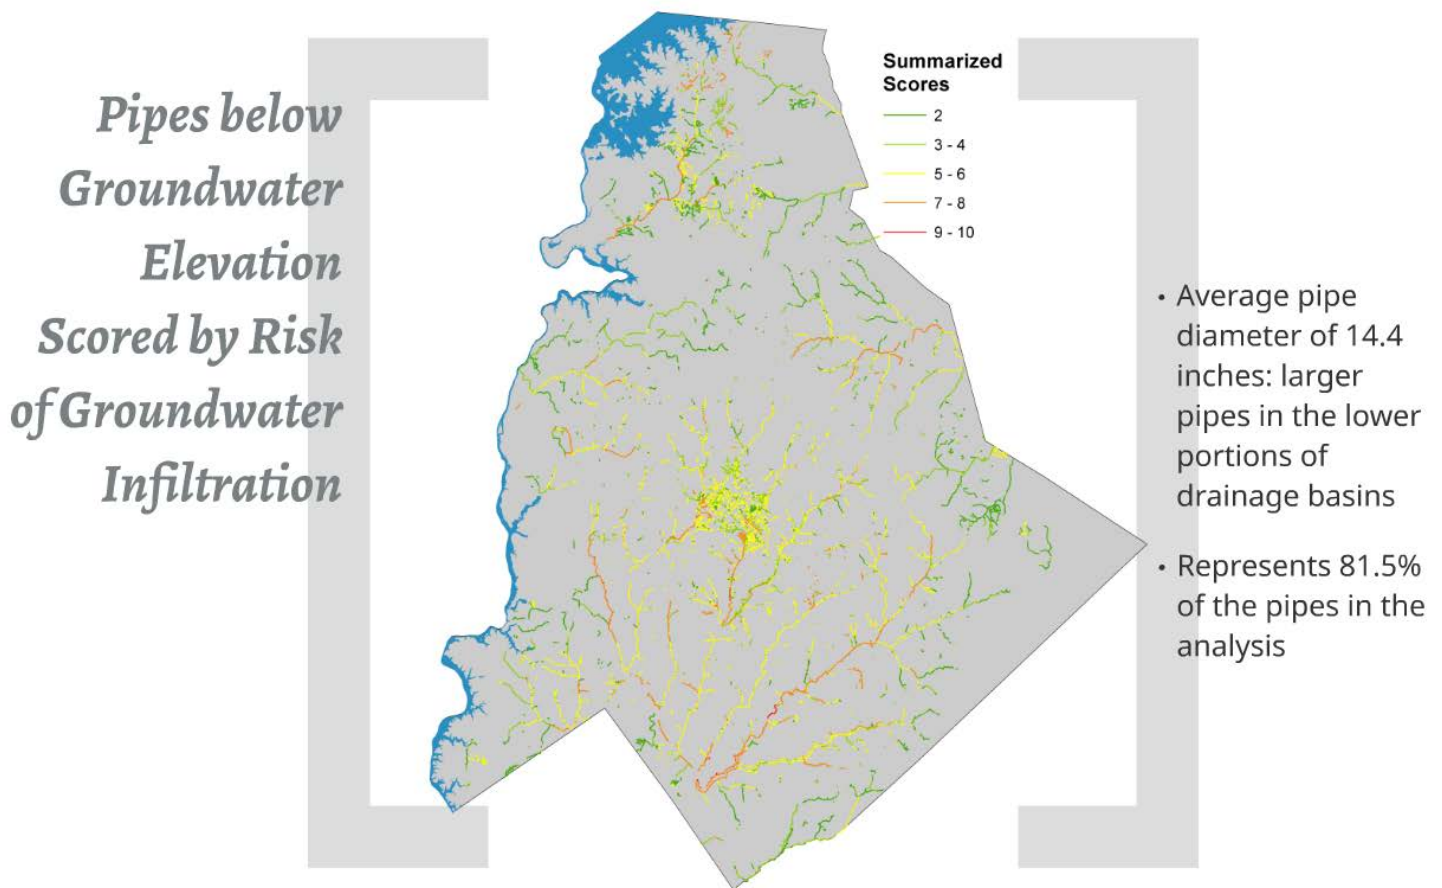 Pipes below
Groundwater
Elevation
Scored by Risk
of Groundwater
Infiltration
Summarized
Scores
2
3 - 4
5 - 6
7 - 8
9 - 10
• Average pipe
diameter of 14.4
inches: larger
pipes in the lower
portions of
drainage basins
• Represents 81.5%
of the pipes in the
analysis